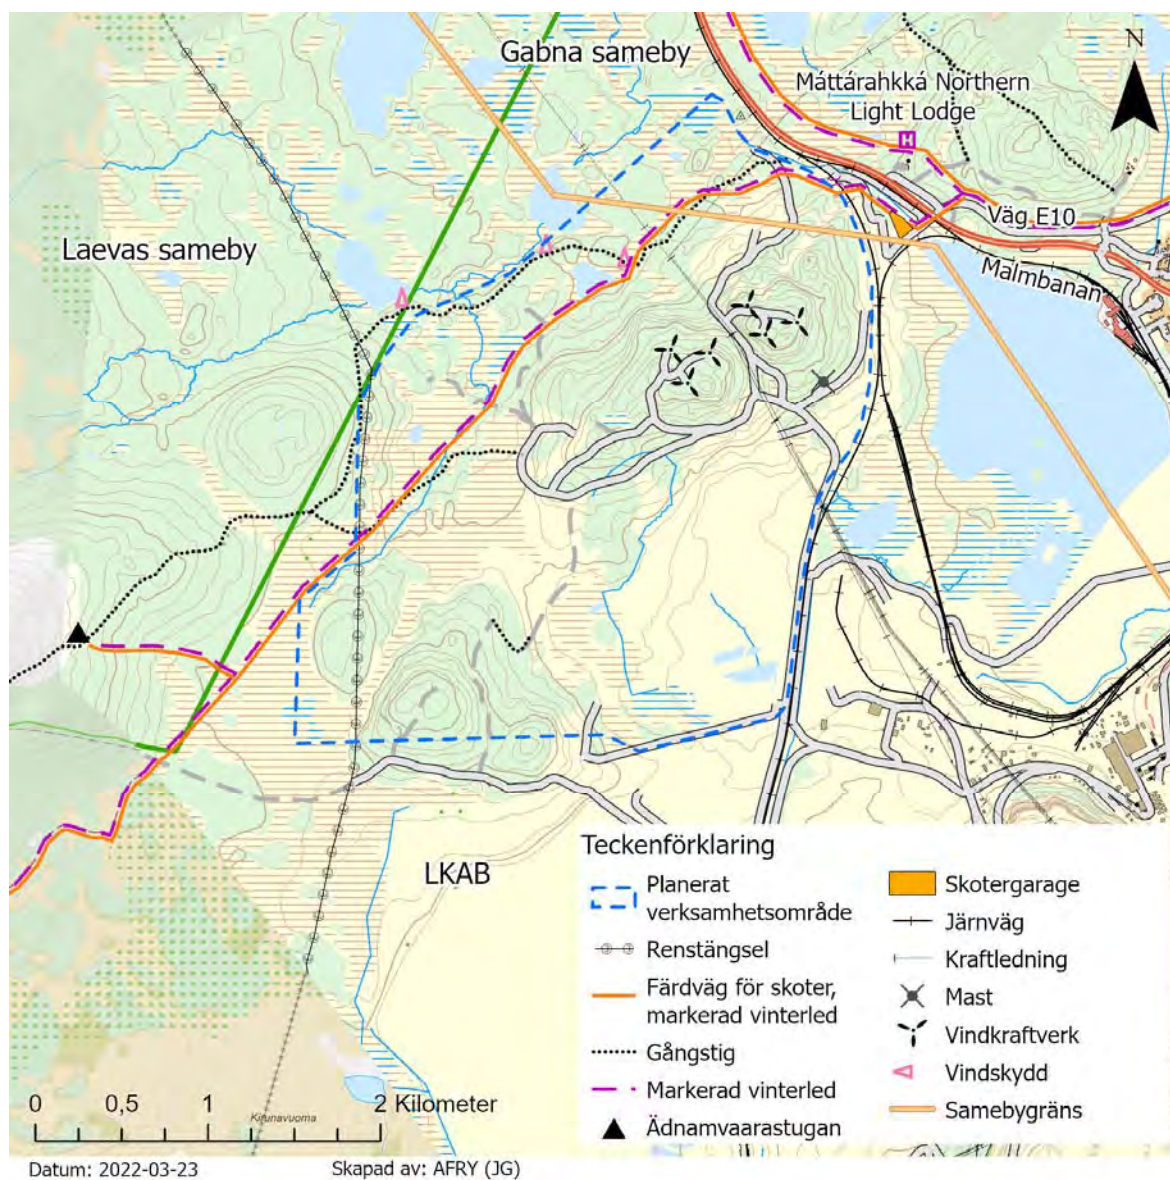 Gabna sameby
N
Máttárahkká Northern
Light Lodge
H
Laevas sameby
Väg E10
Malmbanan
LKAB
Teckenförklaring
Planerat
verksamhetsområde
Renstängsel
Färdväg för skoter,
markerad vinterled
Gångstig
Markerad vinterled
Ädnamvaarastugan
Skotergarage
Järnväg
Kraftledning
Mast
Vindkraftverk
Vindskydd
Samebygräns
0 0,5 1 2 Kilometer
Kirunavuoma
Datum: 2022-03-23 Skapad av: AFRY (JG)